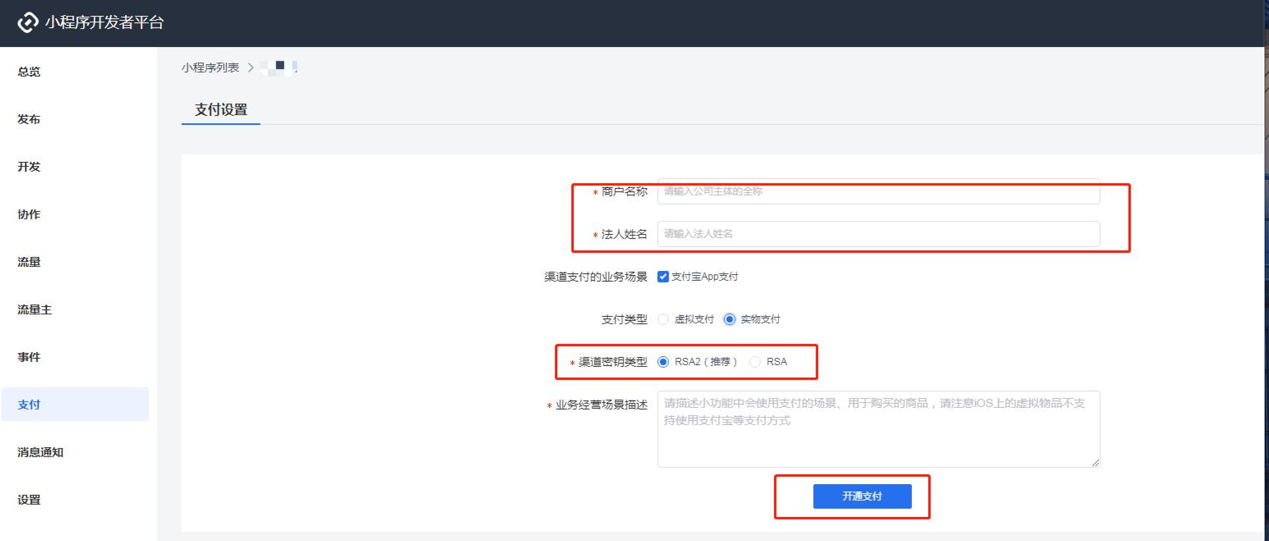 小程序开发者平台
总览
发布
开发
协作
流量
流量主
事件
支付
消息通知
设置
小程序列表 >
支付设置
* 商户名称 请输入公司主体的全称
* 法人姓名 请输入法人姓名
渠道支付的业务场景 支付宝App支付
支付类型 虚拟支付 实物支付
* 渠道密钥类型 RSA2（推荐） RSA
* 业务经营场景描述 请描述小功能中会使用支付的场景、用于购买的商品，请注意iOS上的虚拟物品不支
持使用支付宝等支付方式
开通支付